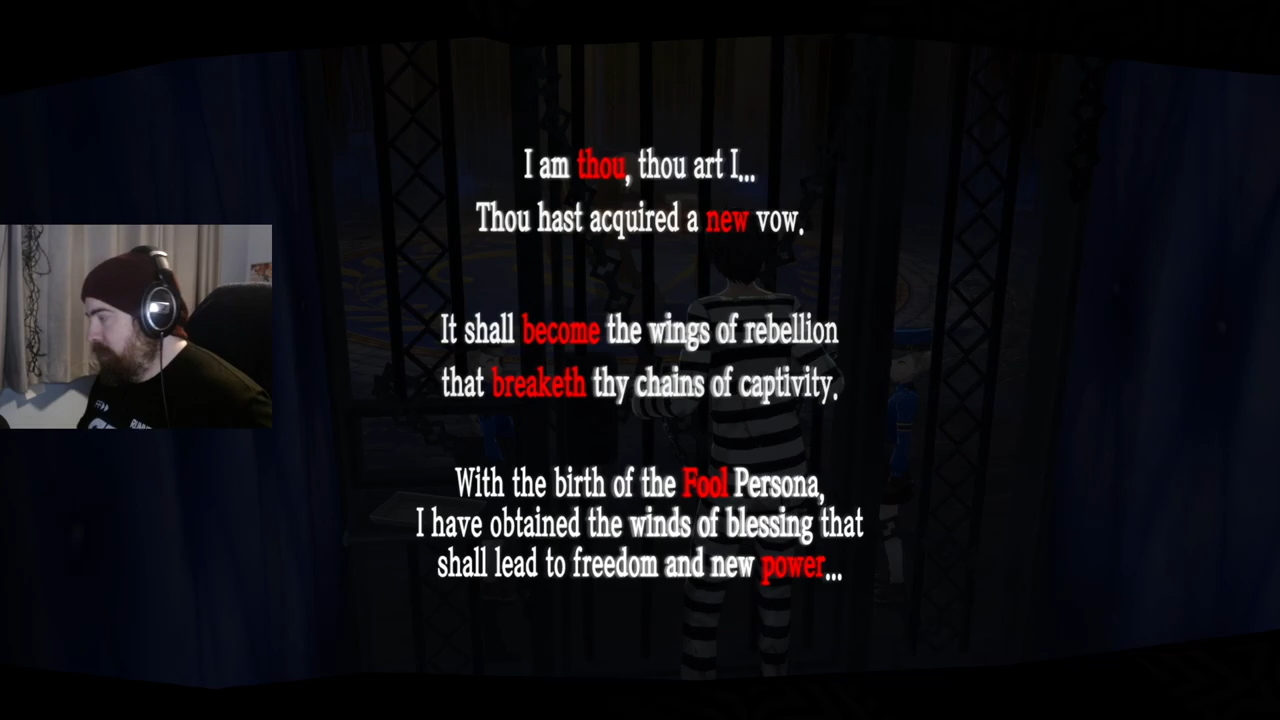 I am thou, thou art I...
Thou hast acquired a new vow.
It shall become the wings of rebellion
that breaketh thy chains of captivity.
With the birth of the Fool Persona,
I have obtained the winds of blessing that
shall lead to freedom and new power...